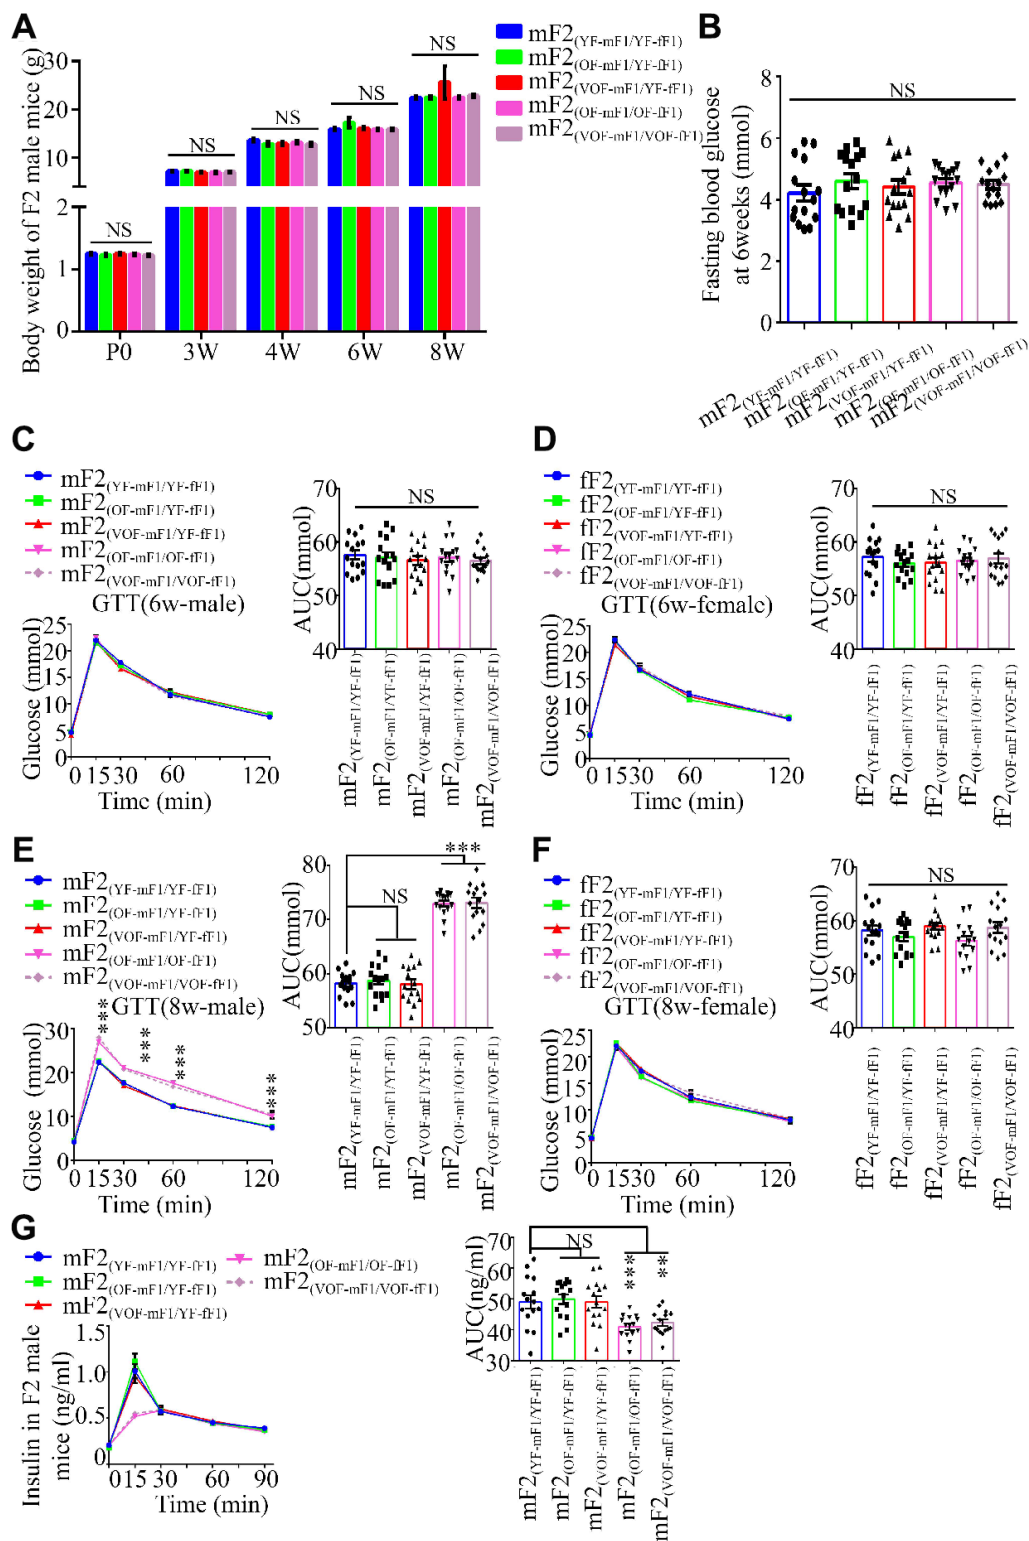 A
Body weight of F2 male mice (g)
30
20
10
2
1
0
NS
NS
NS
NS
NS
P0 3W 4W 6W 8W
mF2(YF-mF1/YF-fF1)
mF2(OF-mF1/YF-fF1)
mF2(VOF-mF1/YF-fF1)
mF2(OF-mF1/OF-fF1)
mF2(VOF-mF1/VOF-fF1)
B
Fasting blood glucose
at 6weeks (mmol)
8
6
4
2
0
NS
mF2(YF-mF1/YF-fF1)
mF2(OF-mF1/YF-fF1)
mF2(VOF-mF1/YF-fF1)
mF2(OF-mF1/OF-fF1)
mF2(VOF-mF1/VOF-fF1)
C
mF2(YF-mF1/YF-fF1)
mF2(OF-mF1/YF-fF1)
mF2(VOF-mF1/YF-fF1)
mF2(OF-mF1/OF-fF1)
mF2(VOF-mF1/VOF-fF1)
GTT(6w-male)
Glucose (mmol)
25
20
15
10
5
0
0 15 30 60 120
Time (min)
AUC(mmol)
70
60
50
40
NS
mF2(YF-mF1/YF-fF1)
mF2(OF-mF1/YF-fF1)
mF2(VOF-mF1/YF-fF1)
mF2(OF-mF1/OF-fF1)
mF2(VOF-mF1/VOF-fF1)
D
fF2(YF-mF1/YF-fF1)
fF2(OF-mF1/YF-fF1)
fF2(VOF-mF1/YF-fF1)
fF2(OF-mF1/OF-fF1)
fF2(VOF-mF1/VOF-fF1)
GTT(6w-female)
Glucose (mmol)
25
20
15
10
5
0
0 15 30 60 120
Time (min)
AUC(mmol)
70
60
50
40
NS
fF2(YF-mF1/YF-fF1)
fF2(OF-mF1/YF-fF1)
fF2(VOF-mF1/YF-fF1)
fF2(OF-mF1/OF-fF1)
fF2(VOF-mF1/VOF-fF1)
E
mF2(YF-mF1/YF-fF1)
mF2(OF-mF1/YF-fF1)
mF2(VOF-mF1/YF-fF1)
mF2(OF-mF1/OF-fF1)
mF2(VOF-mF1/VOF-fF1)
GTT(8w-male)
Glucose (mmol)
30
20
10
0
0 15 30 60 120
Time (min)
AUC(mmol)
80
70
60
50
***
NS
mF2(YF-mF1/YF-fF1)
mF2(OF-mF1/YF-fF1)
mF2(VOF-mF1/YF-fF1)
mF2(OF-mF1/OF-fF1)
mF2(VOF-mF1/VOF-fF1)
F
fF2(YF-mF1/YF-fF1)
fF2(OF-mF1/YF-fF1)
fF2(VOF-mF1/YF-fF1)
fF2(OF-mF1/OF-fF1)
fF2(VOF-mF1/VOF-fF1)
GTT(8w-female)
Glucose (mmol)
25
20
15
10
5
0
0 15 30 60 120
Time (min)
AUC(mmol)
70
60
50
40
NS
fF2(YF-mF1/YF-fF1)
fF2(OF-mF1/YF-fF1)
fF2(VOF-mF1/YF-fF1)
fF2(OF-mF1/OF-fF1)
fF2(VOF-mF1/VOF-fF1)
G
mF2(YF-mF1/YF-fF1)
mF2(OF-mF1/YF-fF1)
mF2(VOF-mF1/YF-fF1)
mF2(OF-mF1/OF-fF1)
mF2(VOF-mF1/VOF-fF1)
Insulin in F2 male
mice (ng/ml)
1.5
1.0
0.5
0
0 15 30 60 90
Time (min)
AUC(ng/ml)
70
60
50
40
30
NS
***
**
mF2(YF-mF1/YF-fF1)
mF2(OF-mF1/YF-fF1)
mF2(VOF-mF1/YF-fF1)
mF2(OF-mF1/OF-fF1)
mF2(VOF-mF1/VOF-fF1)